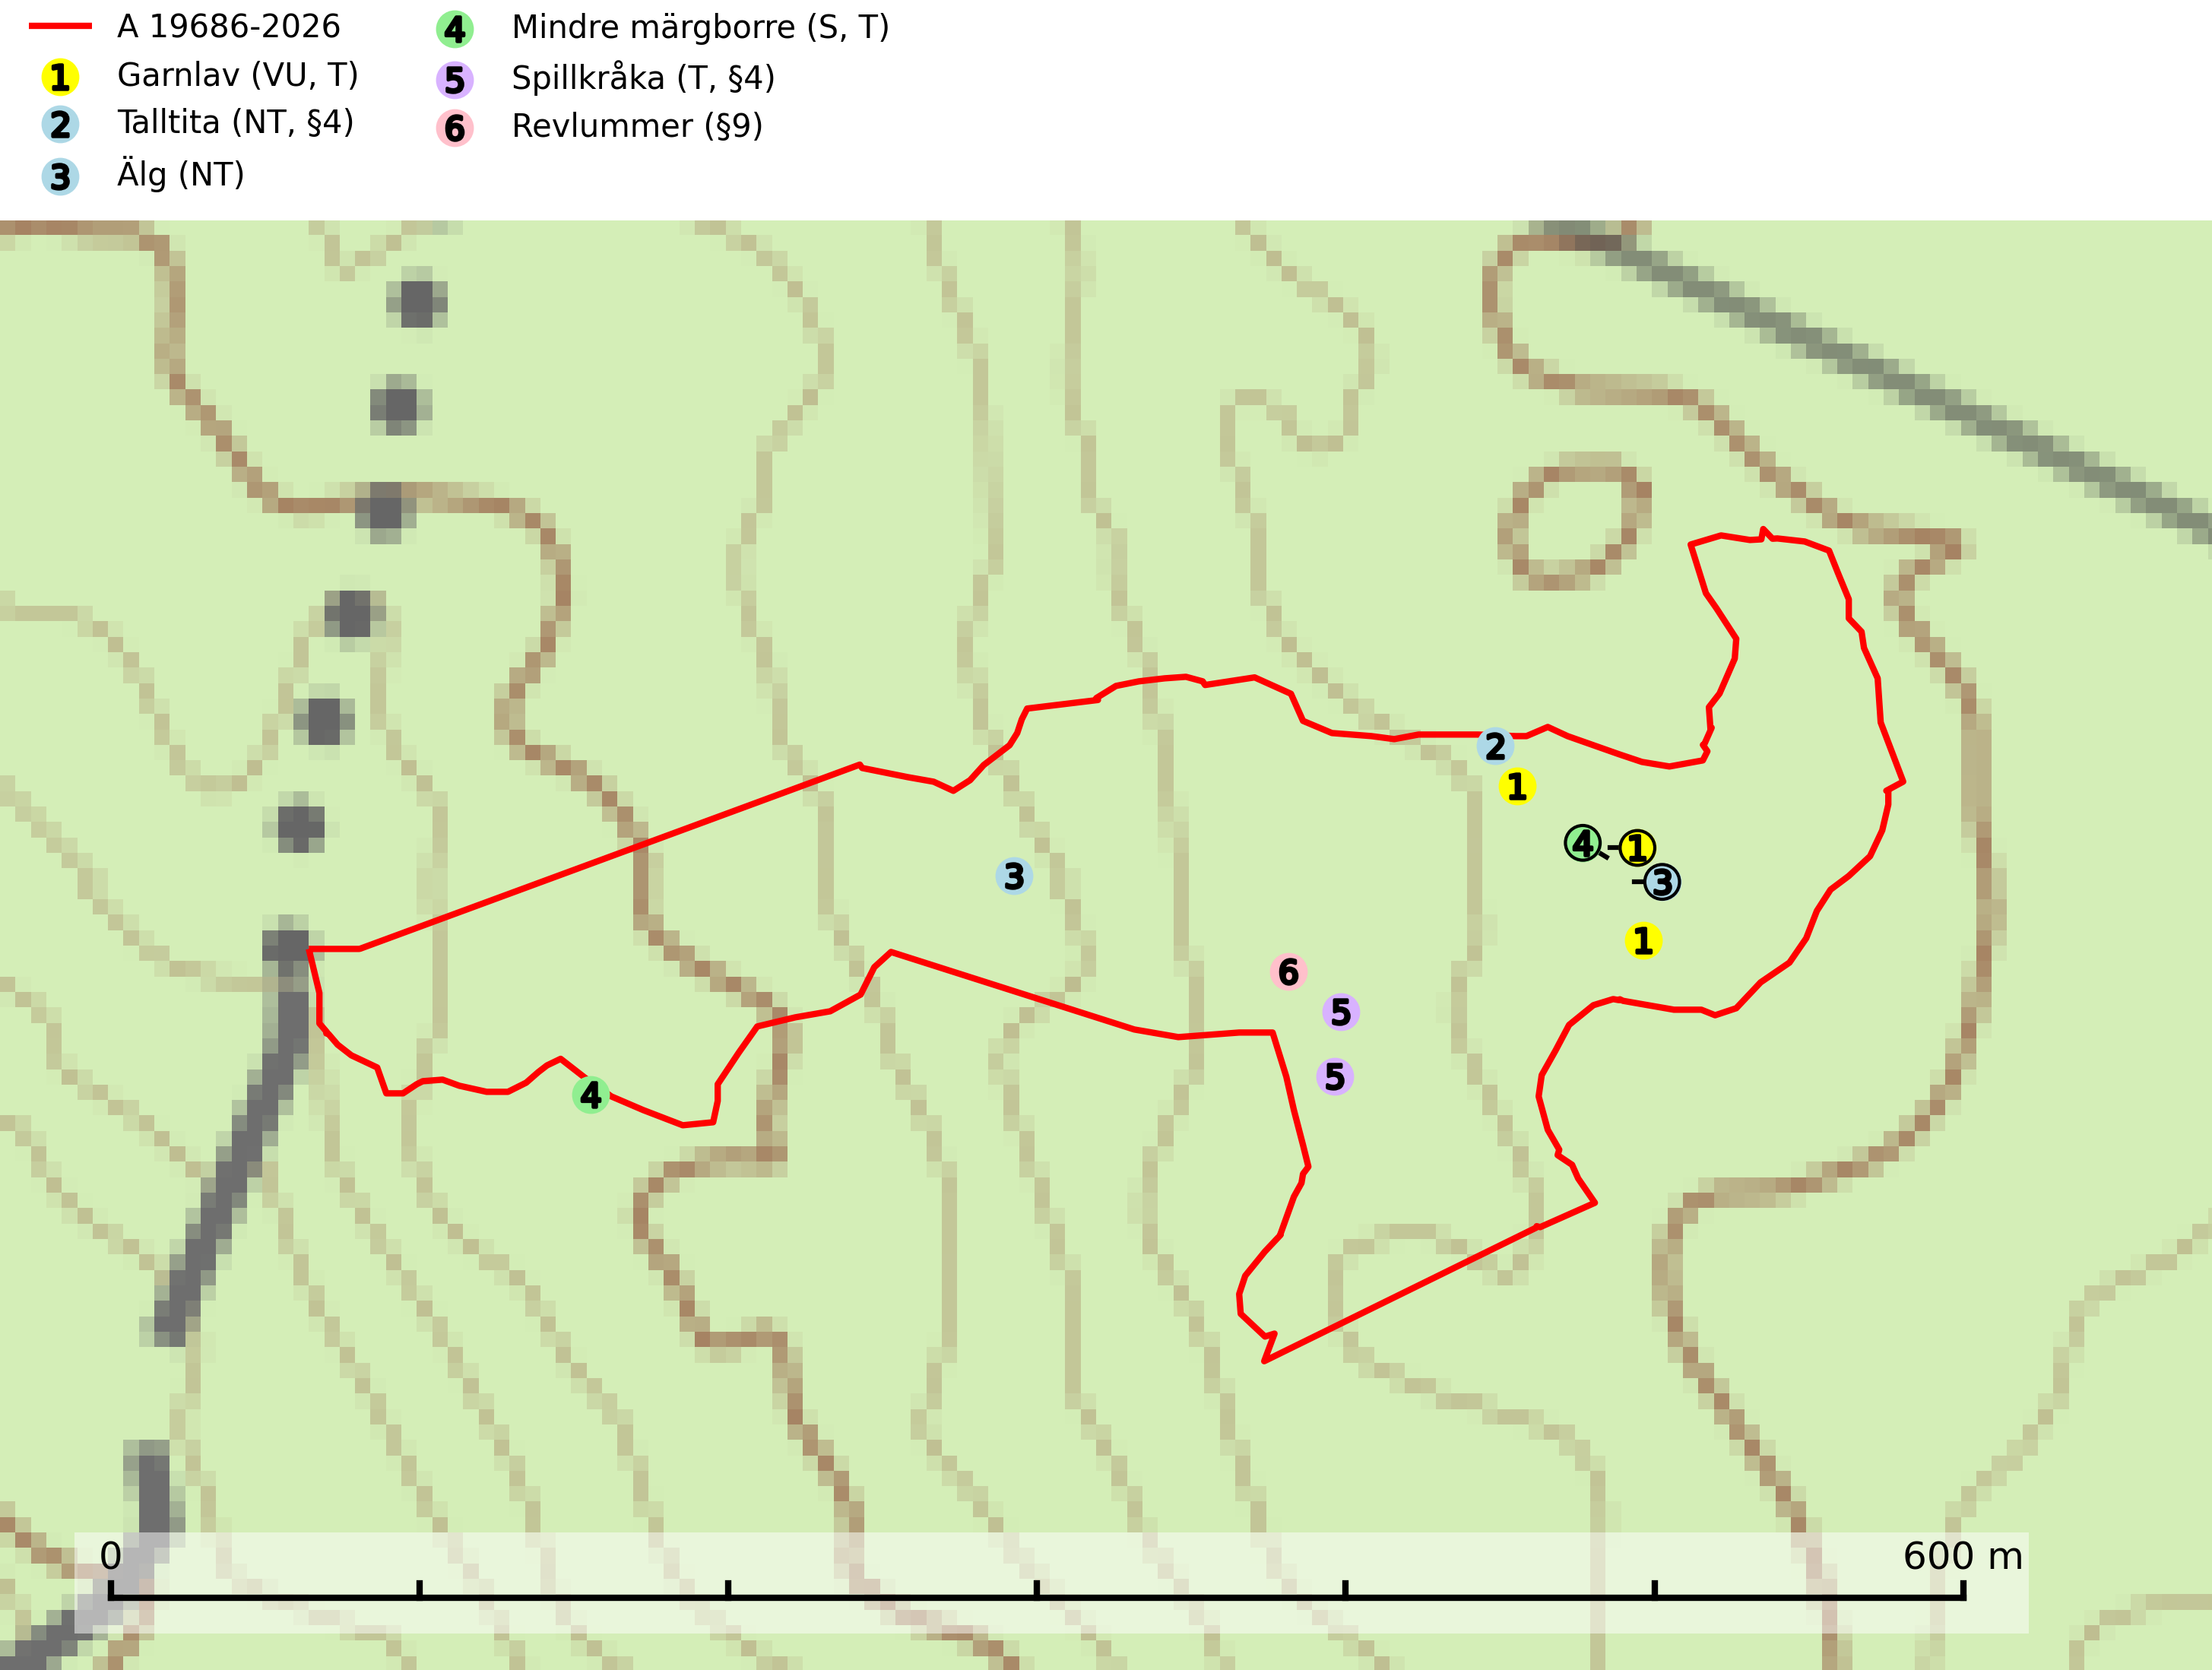 A 19686-2026
1 Garnlav (VU, T)
2 Talltita (NT, §4)
3 Älg (NT)
4 Mindre märgborre (S, T)
5 Spillkråka (T, §4)
6 Revlummer (§9)
2
1
4 1
3
3
1
6
5
5
4
0 600 m